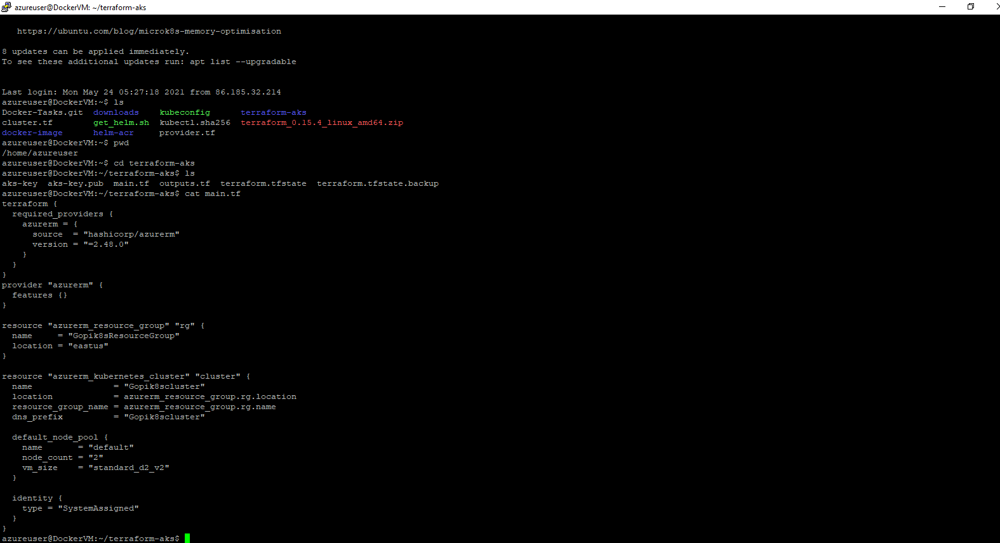 azureuser@DockerVM: ~/terraform-aks
https://ubuntu.com/blog/microk8s-memory-optimisation
8 updates can be applied immediately.
To see these additional updates run: apt list --upgradable
Last login: Mon May 24 05:27:18 2021 from 86.185.32.214
azureuser@DockerVM:~$ ls
Docker-Tasks.git  downloads    kubeconfig      terraform-aks
cluster.tf        get_helm.sh  kubectl.sha256  terraform_0.15.4_linux_amd64.zip
docker-image      helm-acr     provider.tf
azureuser@DockerVM:~$ pwd
/home/azureuser
azureuser@DockerVM:~$ cd terraform-aks
azureuser@DockerVM:~/terraform-aks$ ls
aks-key  aks-key.pub  main.tf  outputs.tf  terraform.tfstate  terraform.tfstate.backup
azureuser@DockerVM:~/terraform-aks$ cat main.tf
terraform {
  required_providers {
    azurerm = {
      source  = "hashicorp/azurerm"
      version = "=2.48.0"
    }
  }
}
provider "azurerm" {
  features {}
}
resource "azurerm_resource_group" "rg" {
  name     = "Gopik8sResourceGroup"
  location = "eastus"
}
resource "azurerm_kubernetes_cluster" "cluster" {
  name                = "Gopik8scluster"
  location            = azurerm_resource_group.rg.location
  resource_group_name = azurerm_resource_group.rg.name
  dns_prefix          = "Gopik8scluster"
  default_node_pool {
    name       = "default"
    node_count = "2"
    vm_size    = "standard_d2_v2"
  }
  identity {
    type = "SystemAssigned"
  }
}
azureuser@DockerVM:~/terraform-aks$